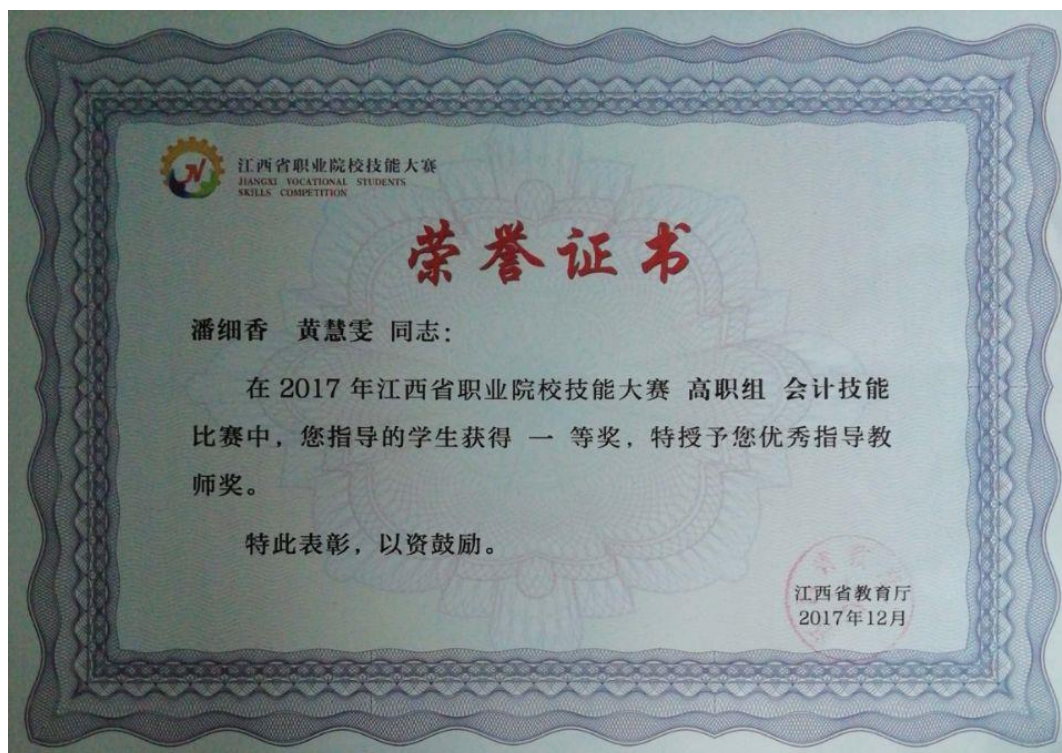 江西省职业院校技能大赛
JIANGXI VOCATIONAL STUDENTS
SKILLS COMPETITION
荣誉证书
潘细香 黄慧雯 同志：
在 2017 年江西省职业院校技能大赛 高职组 会计技能
比赛中，您指导的学生获得 一 等奖，特授予您优秀指导教
师奖。
特此表彰，以资鼓励。
江西省教育厅
2017年12月